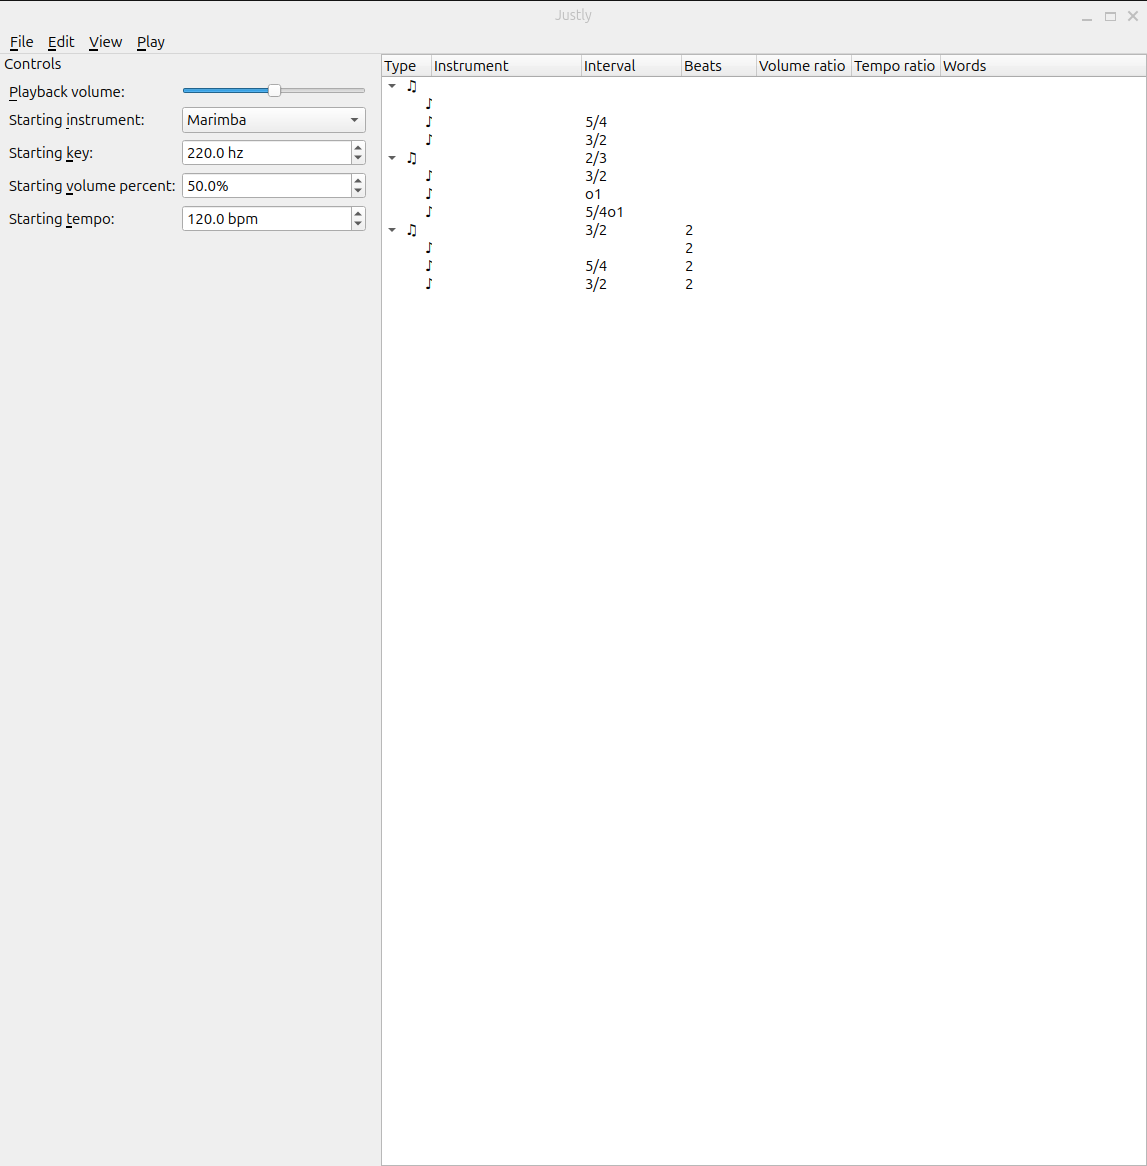 Justly
File Edit View Play
Controls
Playback volume:
Starting instrument: Marimba
Starting key: 220.0 hz
Starting volume percent: 50.0%
Starting tempo: 120.0 bpm
Type Instrument Interval Beats Volume ratio Tempo ratio Words
♫
♪
♪ 5/4
♪ 3/2
♫ 2/3
♪ 3/2
♪ o1
♪ 5/4o1
♫ 3/2 2
♪ 2
♪ 5/4 2
♪ 3/2 2